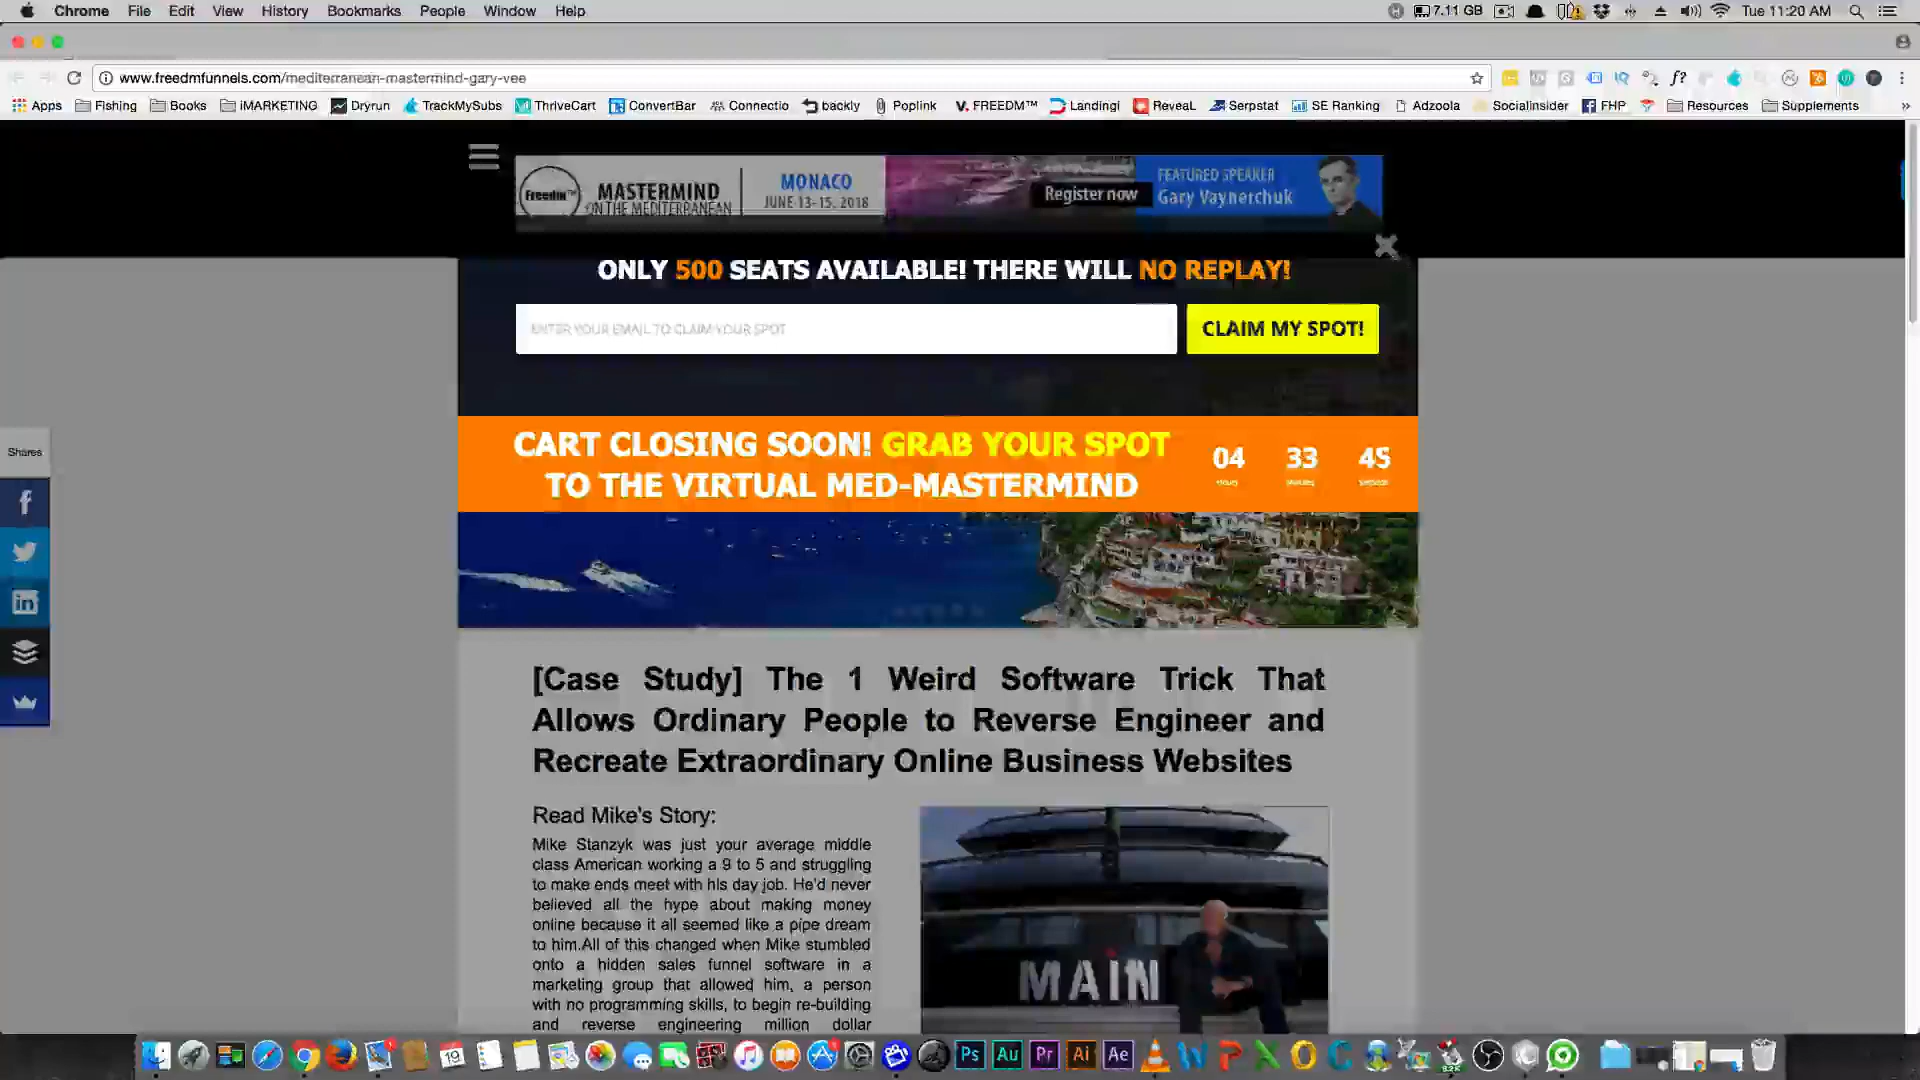 Chrome File Edit View History Bookmarks People Window Help 7.11 GB Tue 11:20 AM
www.freedmfunnels.com/mediterranean-mastermind-gary-vee
Apps Fishing Books iMARKETING Dryrun TrackMySubs ThriveCart ConvertBar Connectio backly Poplink V. FREEDM™ Landingi Reveal Serpstat SE Ranking Adzoola Socialinsider FHP Resources Supplements »
Freedm™ MASTERMIND
ON THE MEDITERRANEAN
MONACO
JUNE 13-15, 2018
Register now
FEATURED SPEAKER
Gary Vaynerchuk
ONLY 500 SEATS AVAILABLE! THERE WILL NO REPLAY!
ENTER YOUR EMAIL TO CLAIM YOUR SPOT
CLAIM MY SPOT!
CART CLOSING SOON! GRAB YOUR SPOT
TO THE VIRTUAL MED-MASTERMIND
04 33 45
Shares
[Case Study] The 1 Weird Software Trick That
Allows Ordinary People to Reverse Engineer and
Recreate Extraordinary Online Business Websites
Read Mike's Story:
Mike Stanzyk was just your average middle
class American working a 9 to 5 and struggling
to make ends meet with his day job. He'd never
believed all the hype about making money
online because it all seemed like a pipe dream
to him.All of this changed when Mike stumbled
onto a hidden sales funnel software in a
marketing group that allowed him, a person
with no programming skills, to begin re-building
and reverse engineering million dollar
MAIN
19
Ps Au Pr Ai Ae